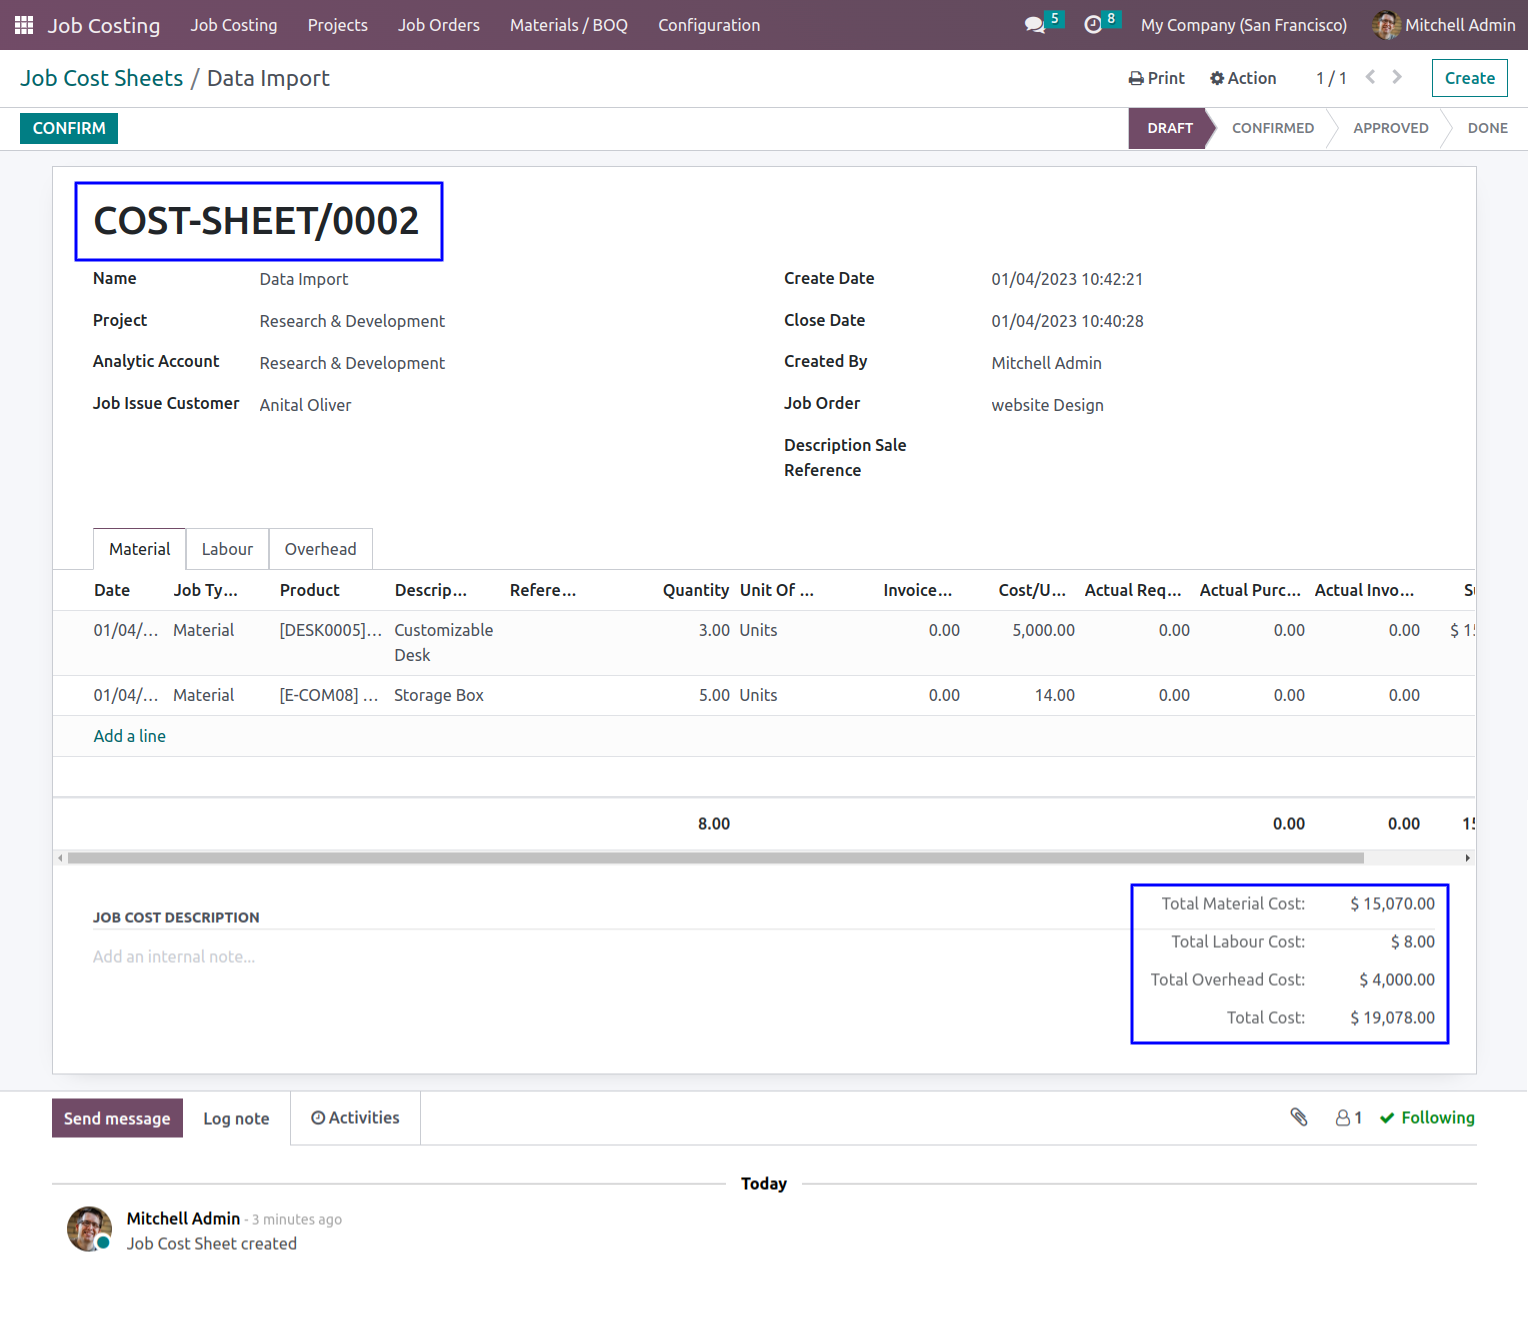 Job Costing Job Costing Projects Job Orders Materials / BOQ Configuration 5 8 My Company (San Francisco) Mitchell Admin
Job Cost Sheets / Data Import Print Action 1 / 1 Create
CONFIRM DRAFT CONFIRMED APPROVED DONE
COST-SHEET/0002
Name Data Import Create Date 01/04/2023 10:42:21
Project Research & Development Close Date 01/04/2023 10:40:28
Analytic Account Research & Development Created By Mitchell Admin
Job Issue Customer Anital Oliver Job Order website Design
Description Sale
Reference
Material Labour Overhead
Date Job Ty... Product Descrip... Refere... Quantity Unit Of ... Invoice... Cost/U... Actual Req... Actual Purc... Actual Invo...
01/04/... Material [DESK0005]... Customizable 3.00 Units 0.00 5,000.00 0.00 0.00 0.00 $
Desk
01/04/... Material [E-COM08] ... Storage Box 5.00 Units 0.00 14.00 0.00 0.00 0.00
Add a line
8.00 0.00 0.00
JOB COST DESCRIPTION
Add an internal note...
Total Material Cost: $ 15,070.00
Total Labour Cost: $ 8.00
Total Overhead Cost: $ 4,000.00
Total Cost: $ 19,078.00
Send message Log note Activities 1 Following
Today
Mitchell Admin - 3 minutes ago
Job Cost Sheet created